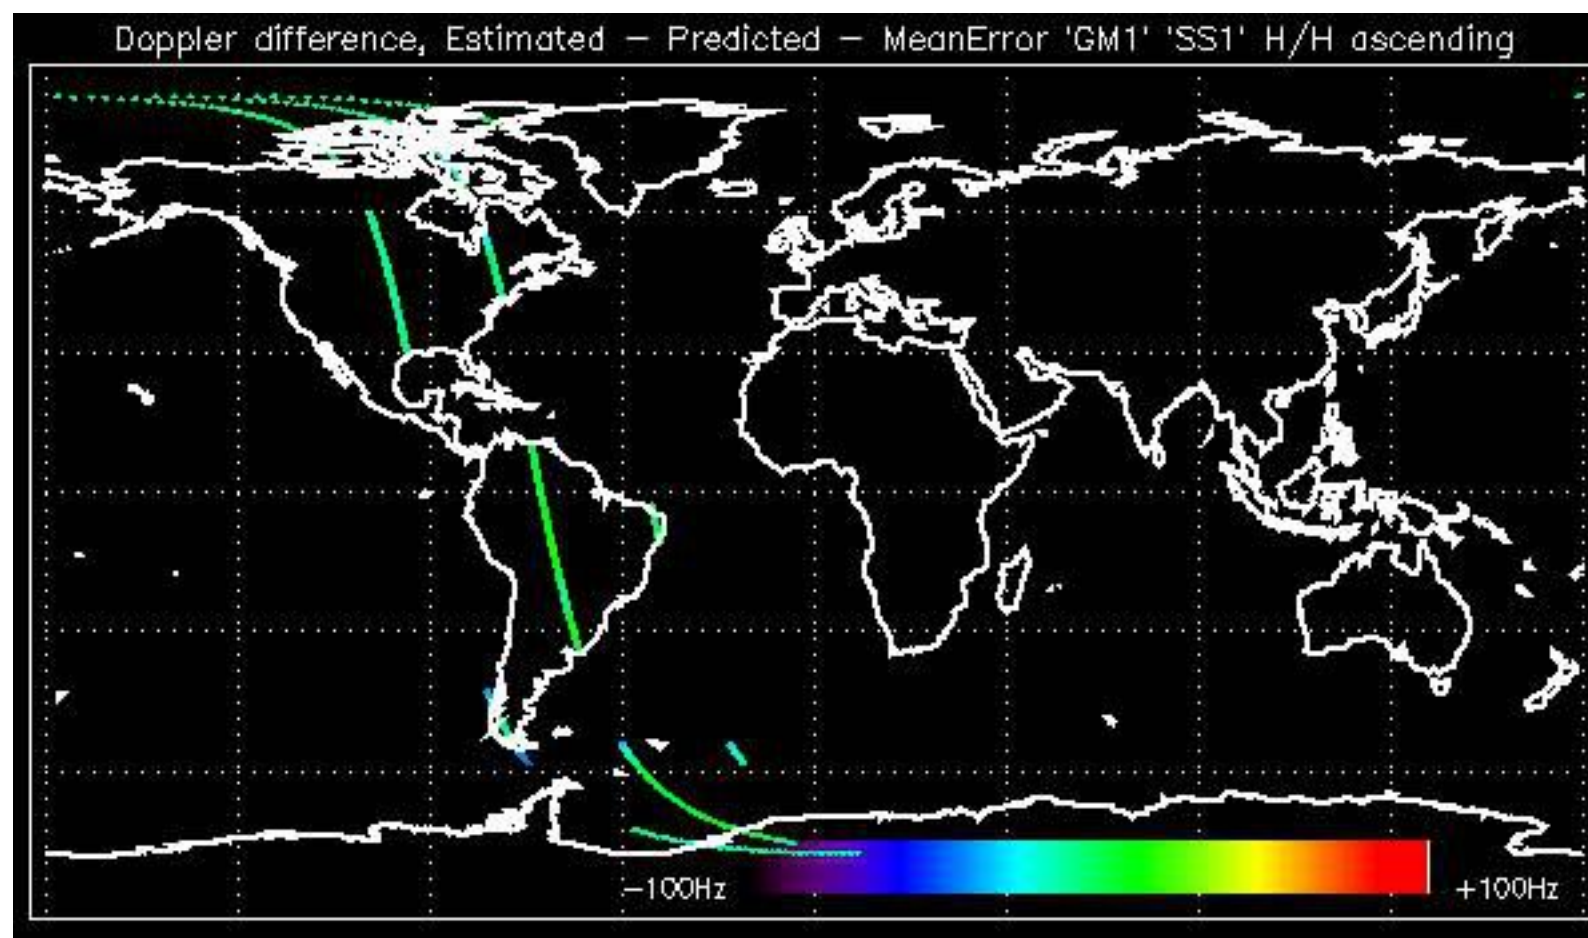 Doppler difference, Estimated − Predicted − MeanError 'GM1' 'SS1' H/H ascending
−100Hz
+100Hz